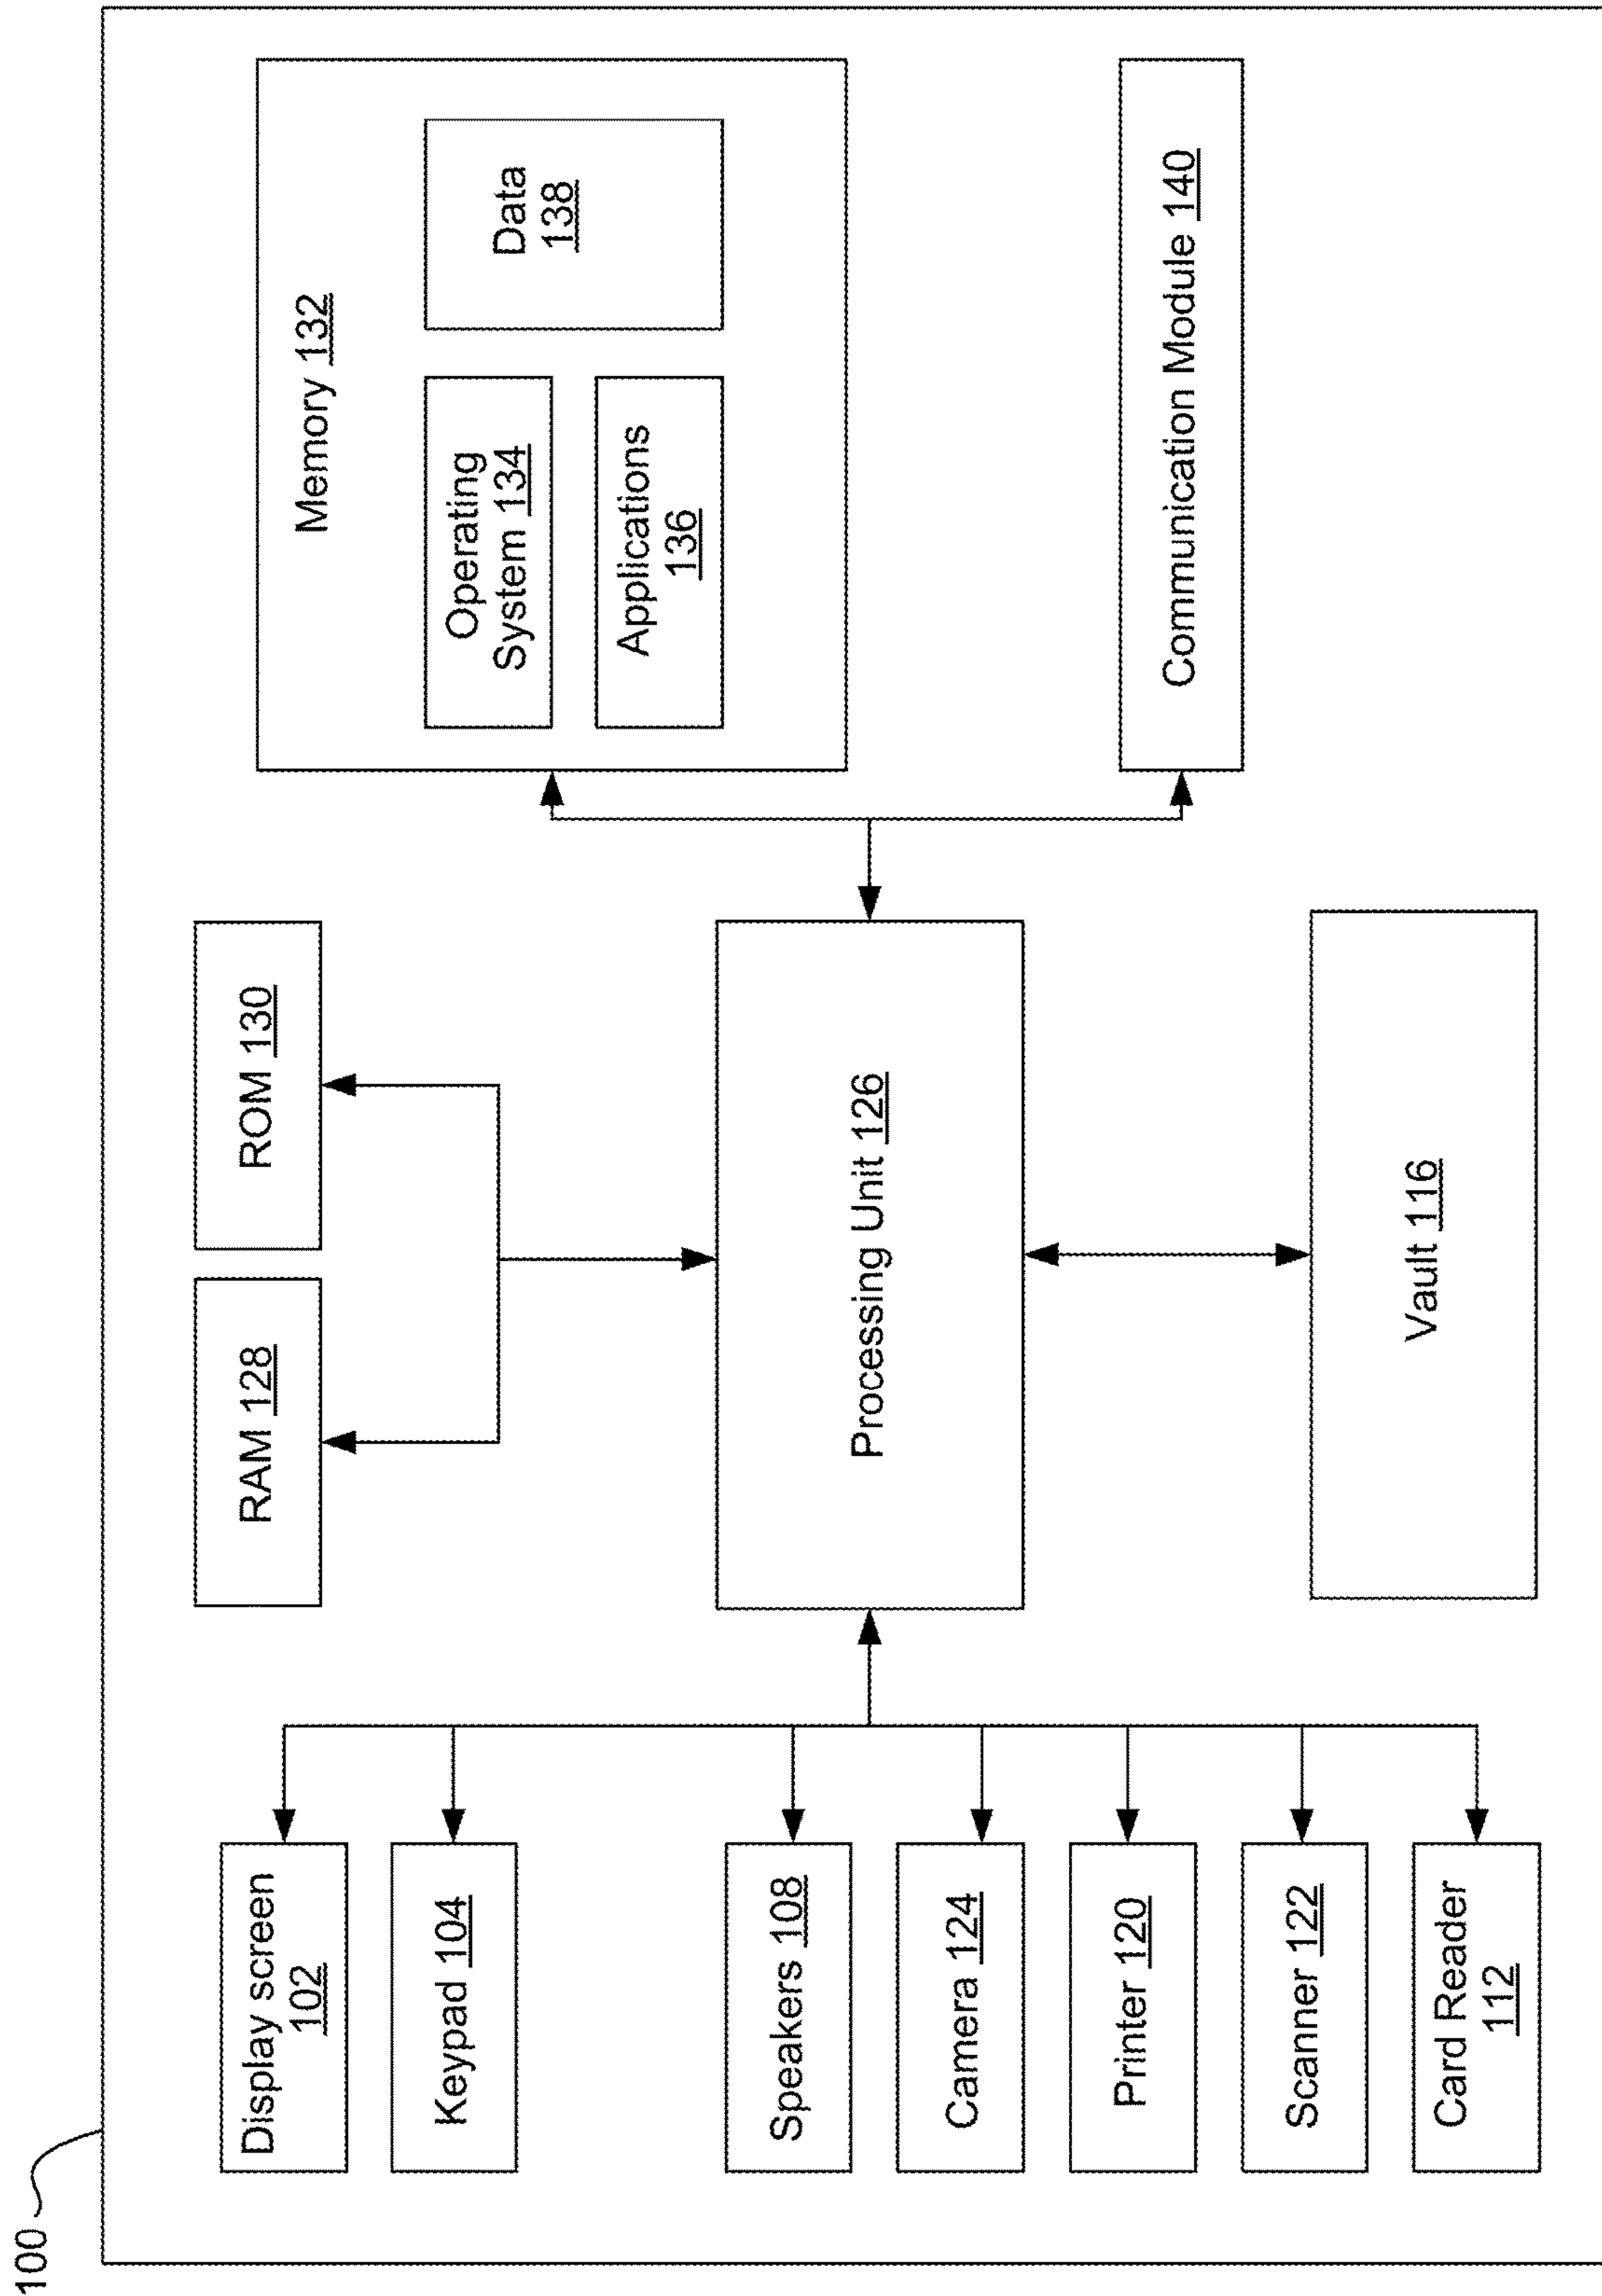 100
Display screen
102
Keypad 104
Speakers 108
Camera 124
Printer 120
Scanner 122
Card Reader
112
RAM 128
ROM 130
Processing Unit 126
Vault 116
Memory 132
Operating
System 134
Applications
136
Data
138
Communication Module 140